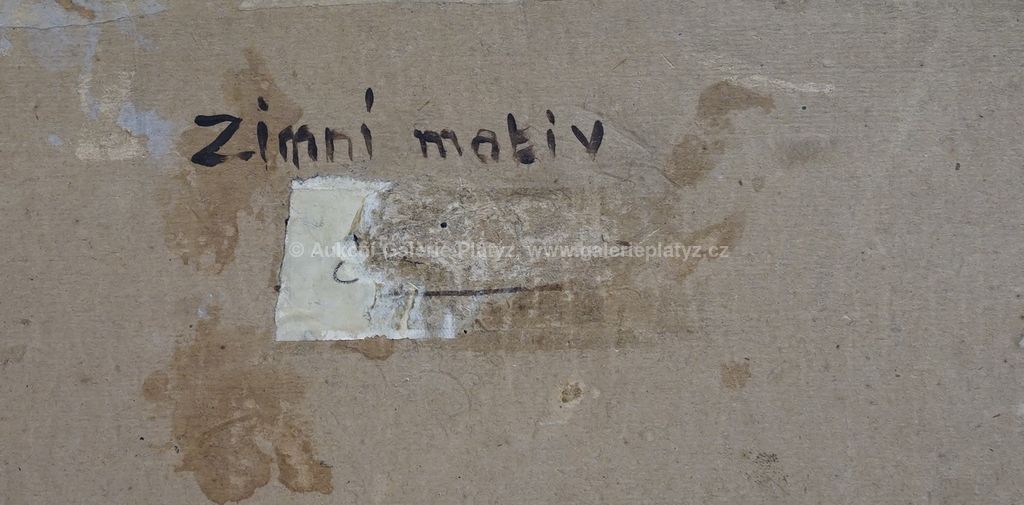 Zimní motiv
© Aukční Galerie Platýz, www.galerieplatyz.cz